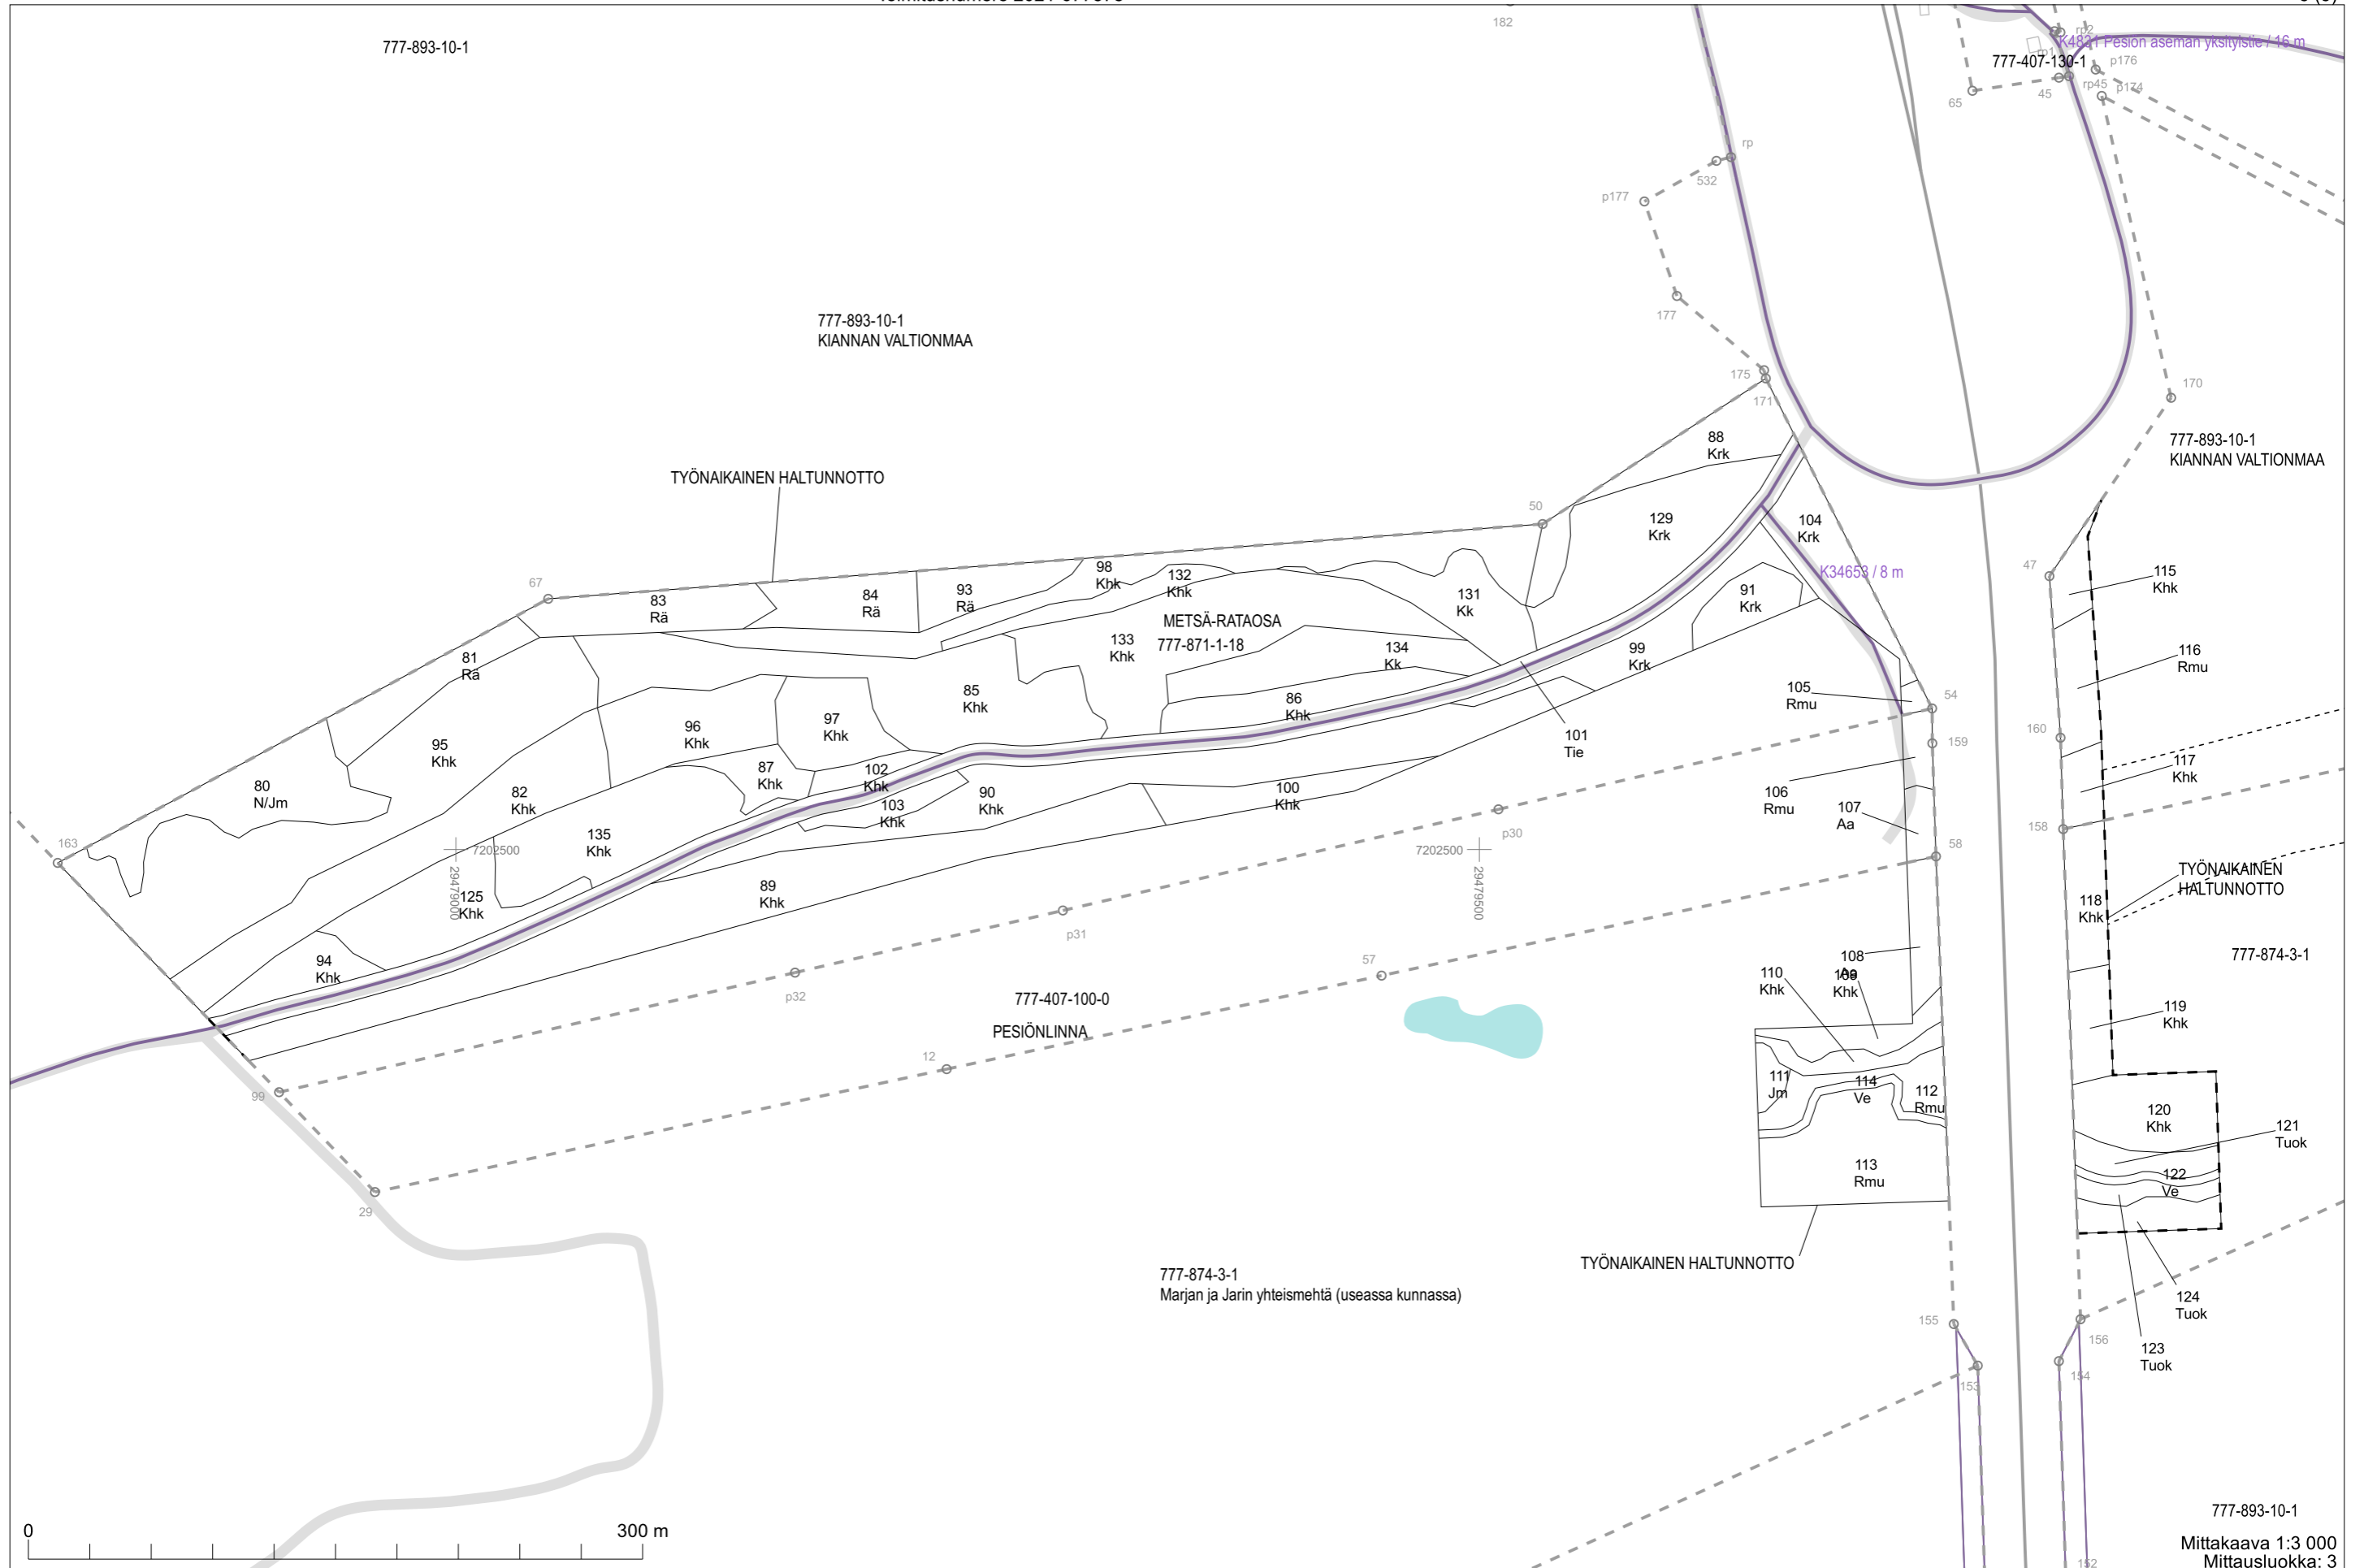 777-893-10-1
182
rp2
K4831 Pesiön aseman yksityistie / 16 m
rp1
777-407-130-1
p176
65
45
rp45
p174
rp
532
p177
177
777-893-10-1
KIANNAN VALTIONMAA
175
171
170
88
Krk
777-893-10-1
KIANNAN VALTIONMAA
TYÖNAIKAINEN HALTUNNOTTO
50
129
Krk
104
Krk
47
K34653 / 8 m
115
Khk
67
83
Rä
84
Rä
93
Rä
98
Khk
132
Khk
131
Kk
91
Krk
METSÄ-RATAOSA
777-871-1-18
133
Khk
134
Kk
99
Krk
116
Rmu
81
Rä
85
Khk
86
Khk
105
Rmu
54
95
Khk
96
Khk
97
Khk
101
Tie
159
160
117
Khk
80
N/Jm
82
Khk
87
Khk
102
Khk
103
Khk
90
Khk
100
Khk
106
Rmu
107
Aa
p30
158
163
135
Khk
7202500
29479000
7202500
29479500
58
TYÖNAIKAINEN
HALTUNNOTTO
125
Khk
89
Khk
118
Khk
p31
94
Khk
57
108
Aa
109
Khk
110
Khk
777-874-3-1
p32
777-407-100-0
PESIÖNLINNA
119
Khk
12
99
111
Jm
114
Ve
112
Rmu
120
Khk
121
Tuok
113
Rmu
122
Ve
29
TYÖNAIKAINEN HALTUNNOTTO
777-874-3-1
Marjan ja Jarin yhteismehtä (useassa kunnassa)
124
Tuok
155
156
123
Tuok
153
154
777-893-10-1
0
300 m
Mittakaava 1:3 000
Mittausluokka: 3
152